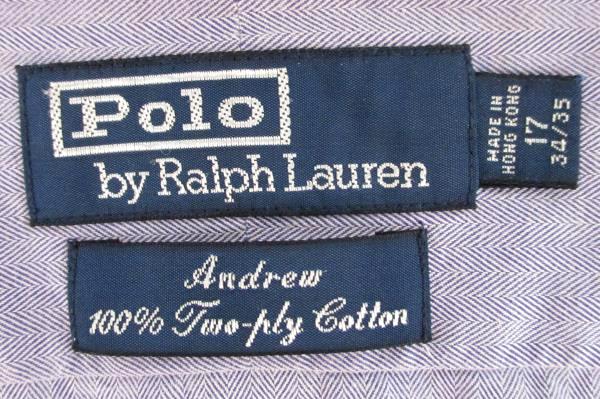 Polo
by Ralph Lauren
MADE IN
HONG KONG
17
34/35
Andrew
100% Two-ply Cotton